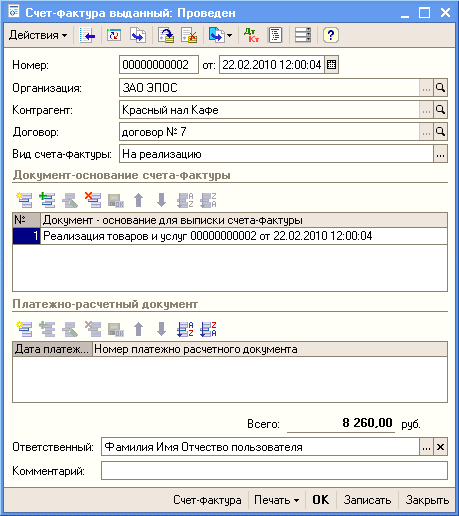 Счет-фактура выданный: Проведен
Действия Дт Кт ?
Номер: 00000000002 от: 22.02.2010 12:00:04
Организация: ЗАО ЭПОС ...
Контрагент: Красный нал Кафе ...
Договор: договор № 7 ...
Вид счета-фактуры: На реализацию ...
Документ-основание счета-фактуры
№ Документ - основание для выписки счета-фактуры
1 Реализация товаров и услуг 00000000002 от 22.02.2010 12:00:04
Платежно-расчетный документ
Дата платеж... Номер платежно расчетного документа
Всего: 8 260,00 руб.
Ответственный: Фамилия Имя Отчество пользователя ...
Комментарий:
Счет-фактура Печать OK Записать Закрыть